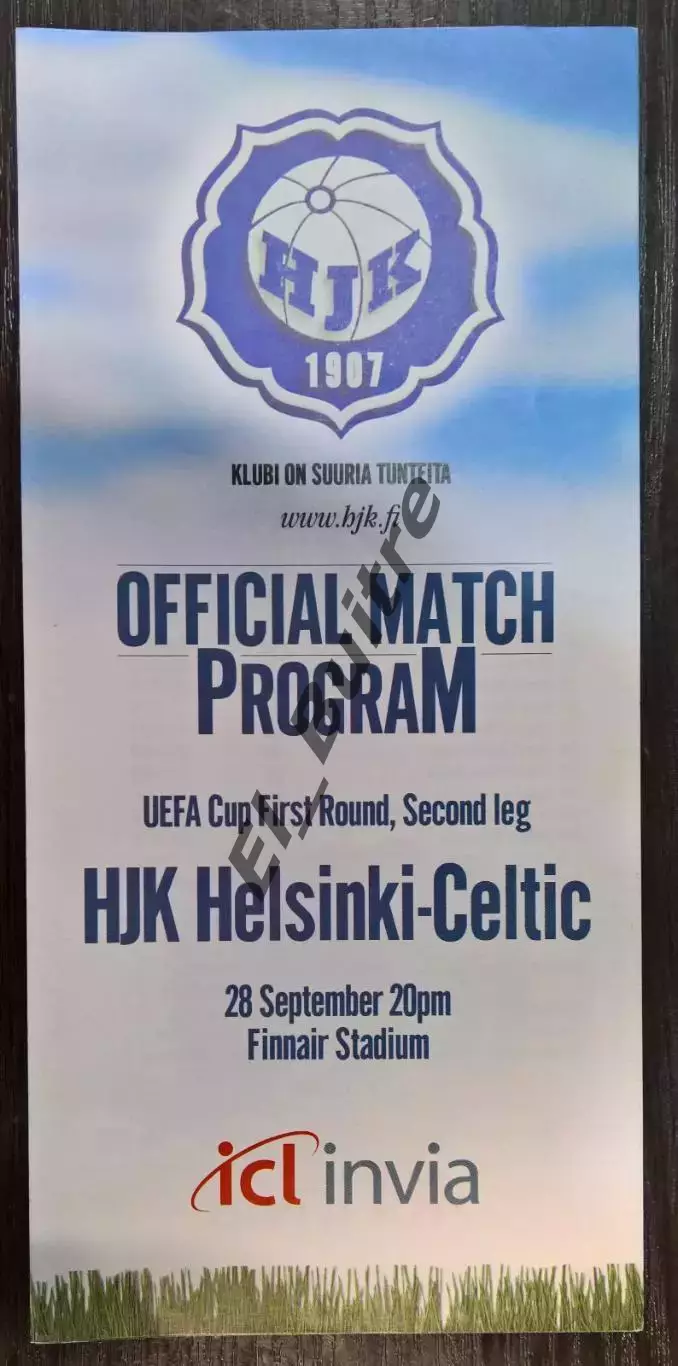 HJK
1907
KLUBI ON SUURIA TUNTEITA
www.hjk.fi
OFFICIAL MATCH
PROGRAM
UEFA Cup First Round, Second leg
HJK Helsinki-Celtic
28 September 20pm
Finnair Stadium
icl invia
El_Buitre